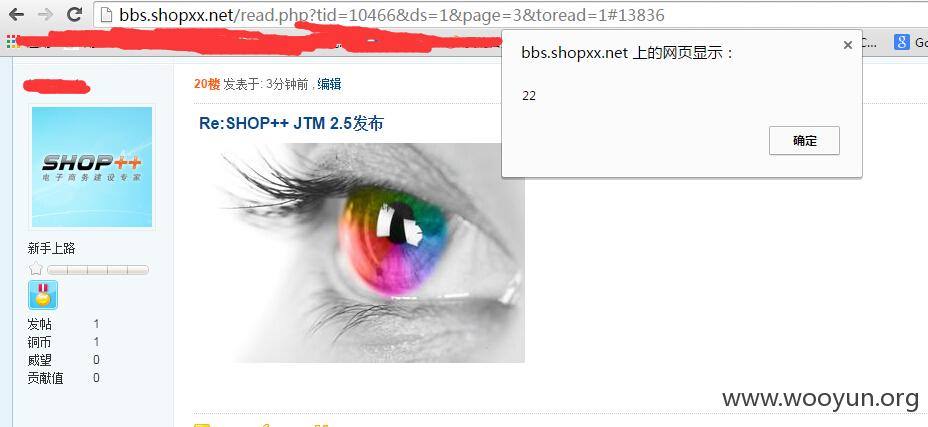 bbs.shopxx.net/read.php?tid=10466&ds=1&page=3&toread=1#13836
bbs.shopxx.net 上的网页显示：
22
确定
20楼 发表于: 3分钟前 , 编辑
Re:SHOP++ JTM 2.5发布
SHOP++
电子商务建设专家
新手上路
发帖 1
铜币 1
威望 0
贡献值 0
www.wooyun.org